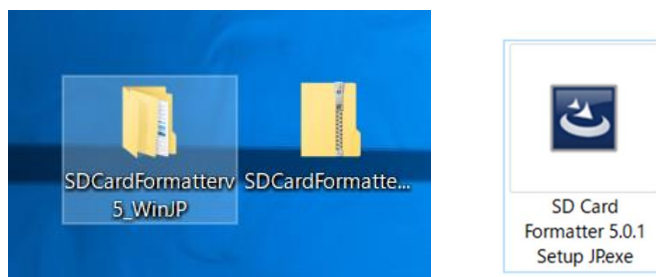 SDCardFormatterv
5_WinJP
SDCardFormatte...
SD Card
Formatter 5.0.1
Setup JP.exe